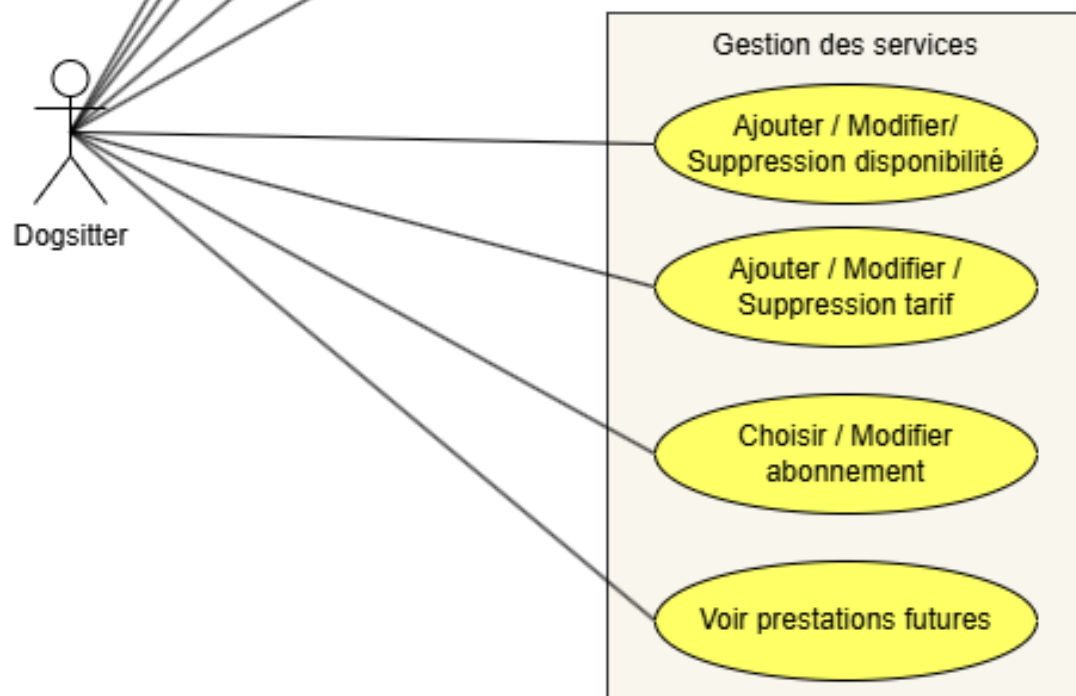 Gestion des services
Ajouter / Modifier/
Suppression disponibilité
Dogsitter
Ajouter / Modifier /
Suppression tarif
Choisir / Modifier
abonnement
Voir prestations futures